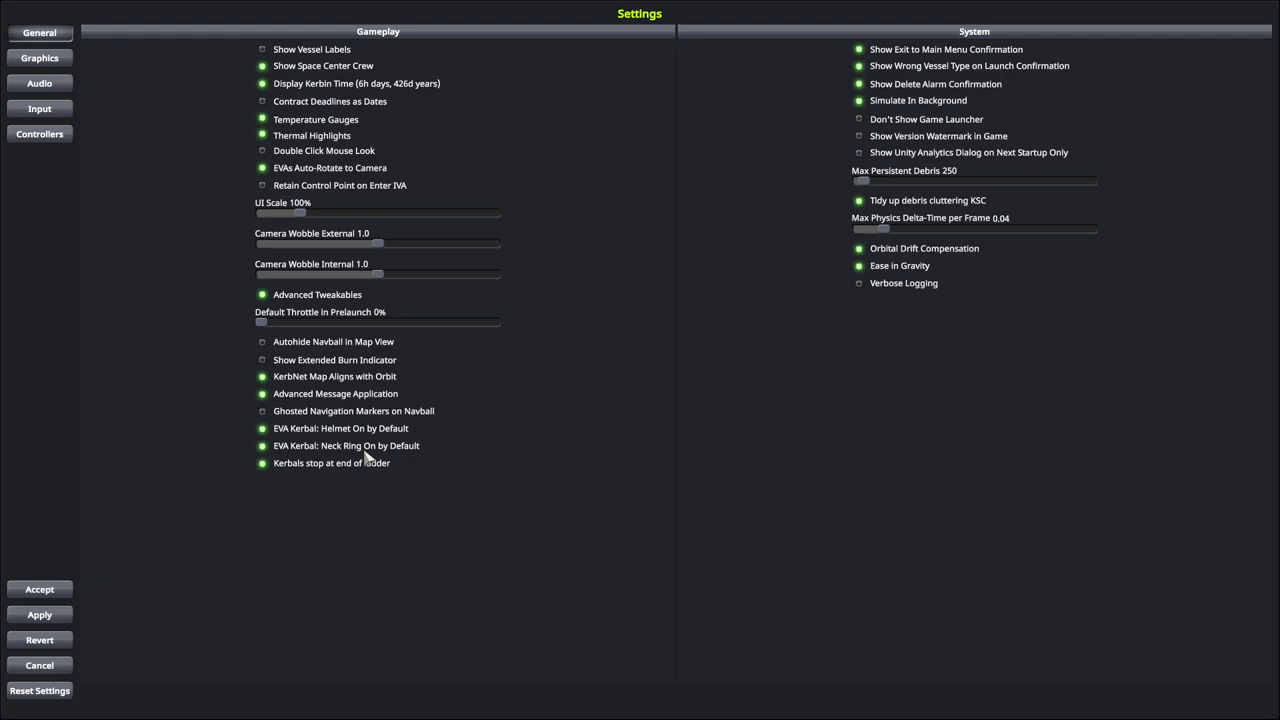 Settings
General
Graphics
Audio
Input
Controllers
Gameplay
Show Vessel Labels
Show Space Center Crew
Display Kerbin Time (6h days, 426d years)
Contract Deadlines as Dates
Temperature Gauges
Thermal Highlights
Double Click Mouse Look
EVAs Auto-Rotate to Camera
Retain Control Point on Enter IVA
UI Scale 100%
Camera Wobble External 1.0
Camera Wobble Internal 1.0
Advanced Tweakables
Default Throttle in Prelaunch 0%
Autohide Navball in Map View
Show Extended Burn Indicator
KerbNet Map Aligns with Orbit
Advanced Message Application
Ghosted Navigation Markers on Navball
EVA Kerbal: Helmet On by Default
EVA Kerbal: Neck Ring On by Default
Kerbals stop at end of ladder
System
Show Exit to Main Menu Confirmation
Show Wrong Vessel Type on Launch Confirmation
Show Delete Alarm Confirmation
Simulate In Background
Don't Show Game Launcher
Show Version Watermark in Game
Show Unity Analytics Dialog on Next Startup Only
Max Persistent Debris 250
Tidy up debris cluttering KSC
Max Physics Delta-Time per Frame 0.04
Orbital Drift Compensation
Ease in Gravity
Verbose Logging
Accept
Apply
Revert
Cancel
Reset Settings